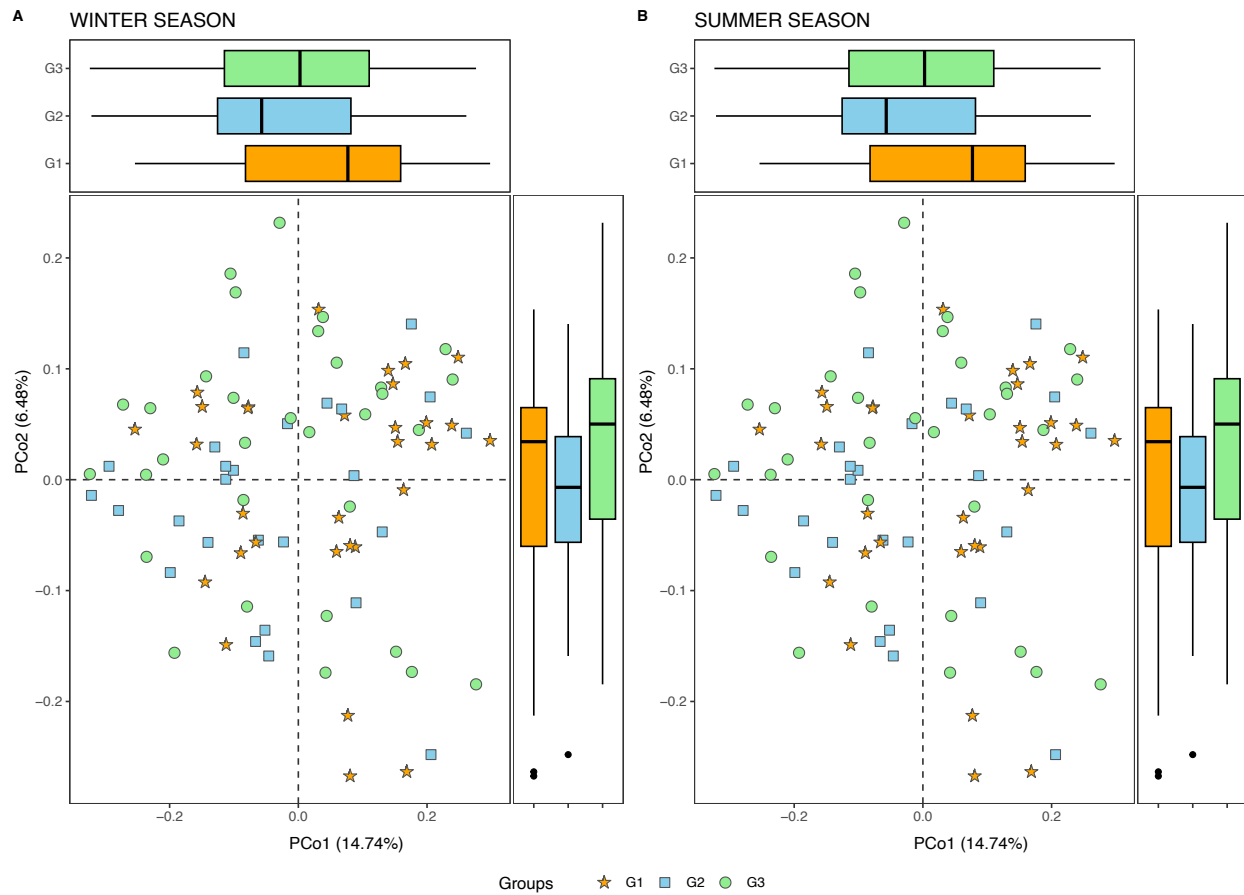 A WINTER SEASON
G3
G2
G1
0.2
0.1
0.0
−0.1
−0.2
PCo2 (6.48%)
−0.2 0.0 0.2
PCo1 (14.74%)
B SUMMER SEASON
G3
G2
G1
0.2
0.1
0.0
−0.1
−0.2
PCo2 (6.48%)
−0.2 0.0 0.2
PCo1 (14.74%)
Groups G1 G2 G3